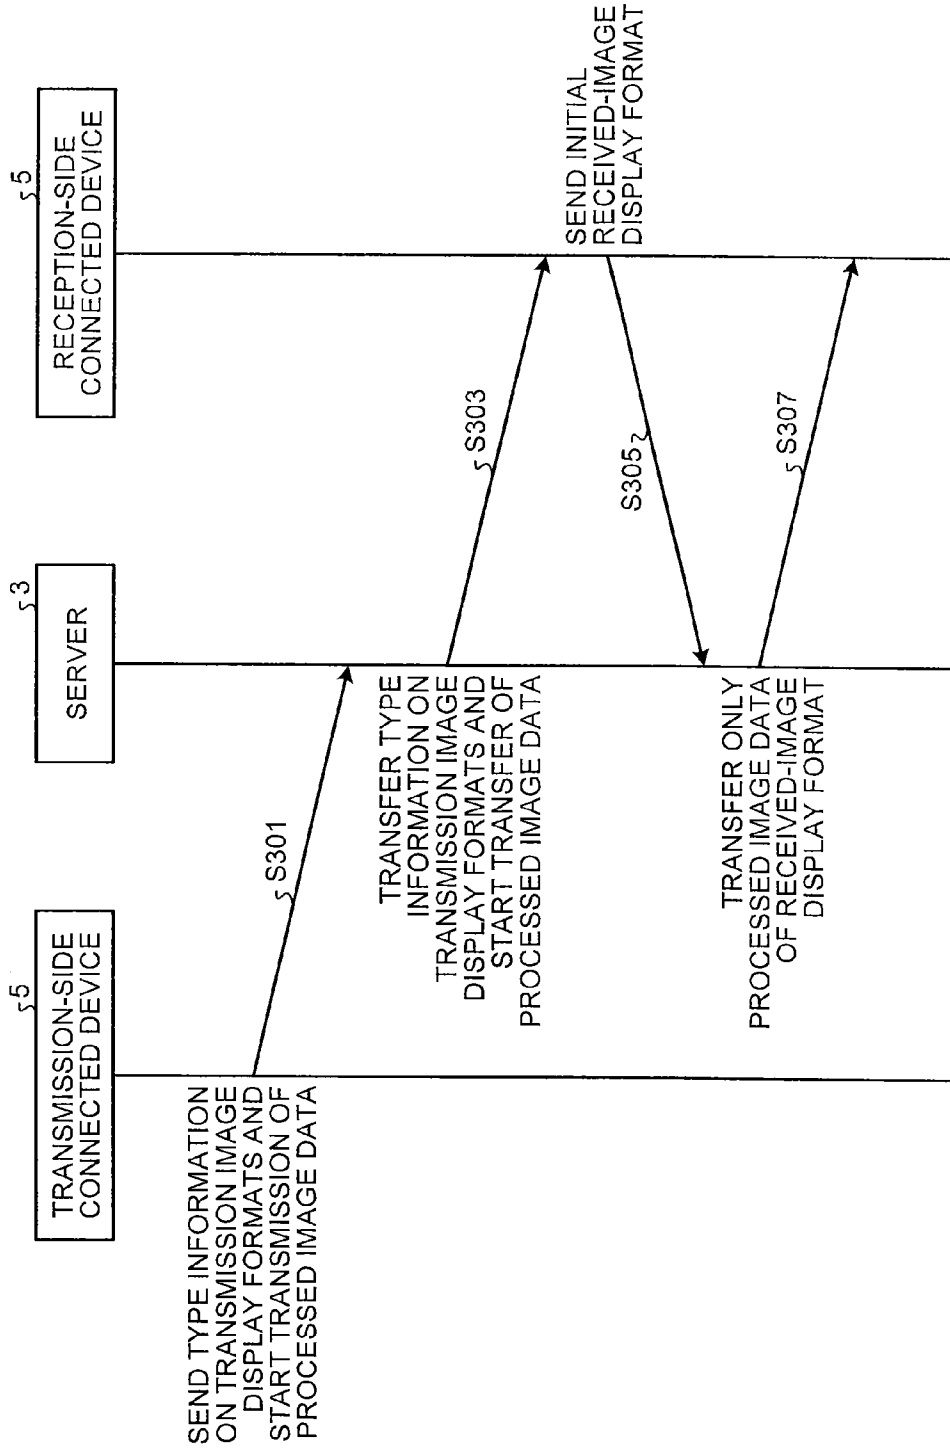 TRANSMISSION-SIDE
CONNECTED DEVICE
5
SERVER
3
RECEPTION-SIDE
CONNECTED DEVICE
5
SEND TYPE INFORMATION
ON TRANSMISSION IMAGE
DISPLAY FORMATS AND
START TRANSMISSION OF
PROCESSED IMAGE DATA
S301
TRANSFER TYPE
INFORMATION ON
TRANSMISSION IMAGE
DISPLAY FORMATS AND
START TRANSFER OF
PROCESSED IMAGE DATA
S303
SEND INITIAL
RECEIVED-IMAGE
DISPLAY FORMAT
S305
TRANSFER ONLY
PROCESSED IMAGE DATA
OF RECEIVED-IMAGE
DISPLAY FORMAT
S307